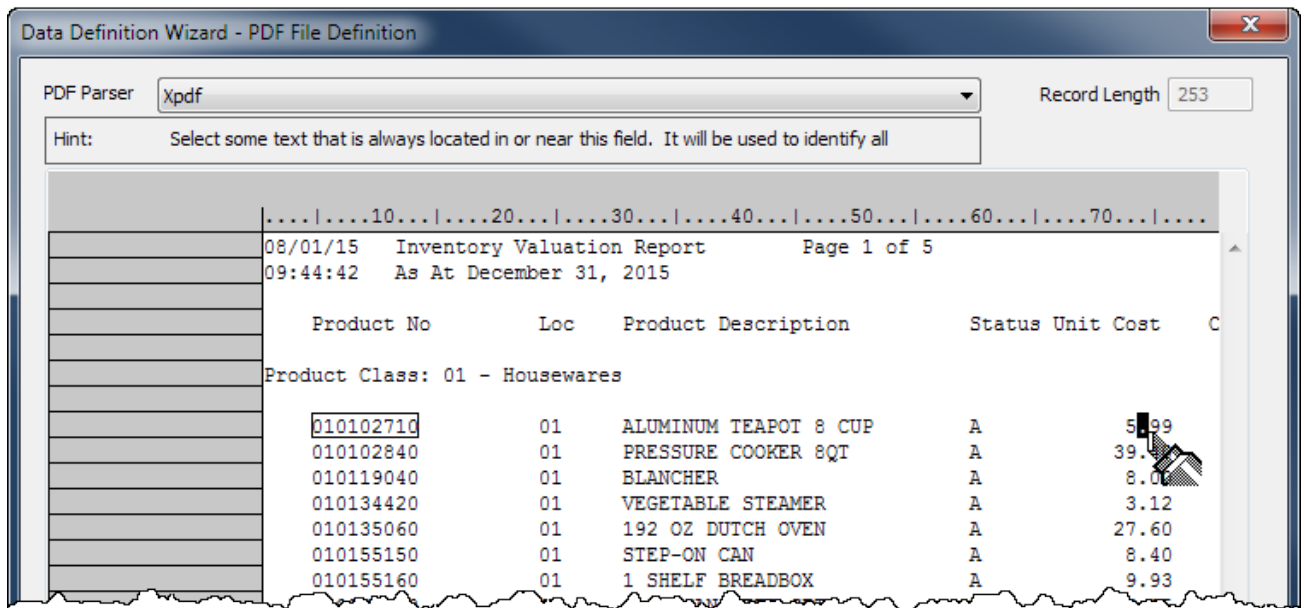 Data Definition Wizard - PDF File Definition
PDF Parser Xpdf Record Length 253
Hint: Select some text that is always located in or near this field. It will be used to identify all
|....|....10...|....20...|....30...|....40...|....50...|....60...|....70...|....
08/01/15 Inventory Valuation Report Page 1 of 5
09:44:42 As At December 31, 2015
Product No Loc Product Description Status Unit Cost C
Product Class: 01 - Housewares
010102710 01 ALUMINUM TEAPOT 8 CUP A 5.99
010102840 01 PRESSURE COOKER 8QT A
010119040 01 BLANCHER A
010134420 01 VEGETABLE STEAMER A 3.12
010135060 01 192 OZ DUTCH OVEN A 27.60
010155150 01 STEP-ON CAN A 8.40
010155160 01 1 SHELF BREADBOX A 9.93